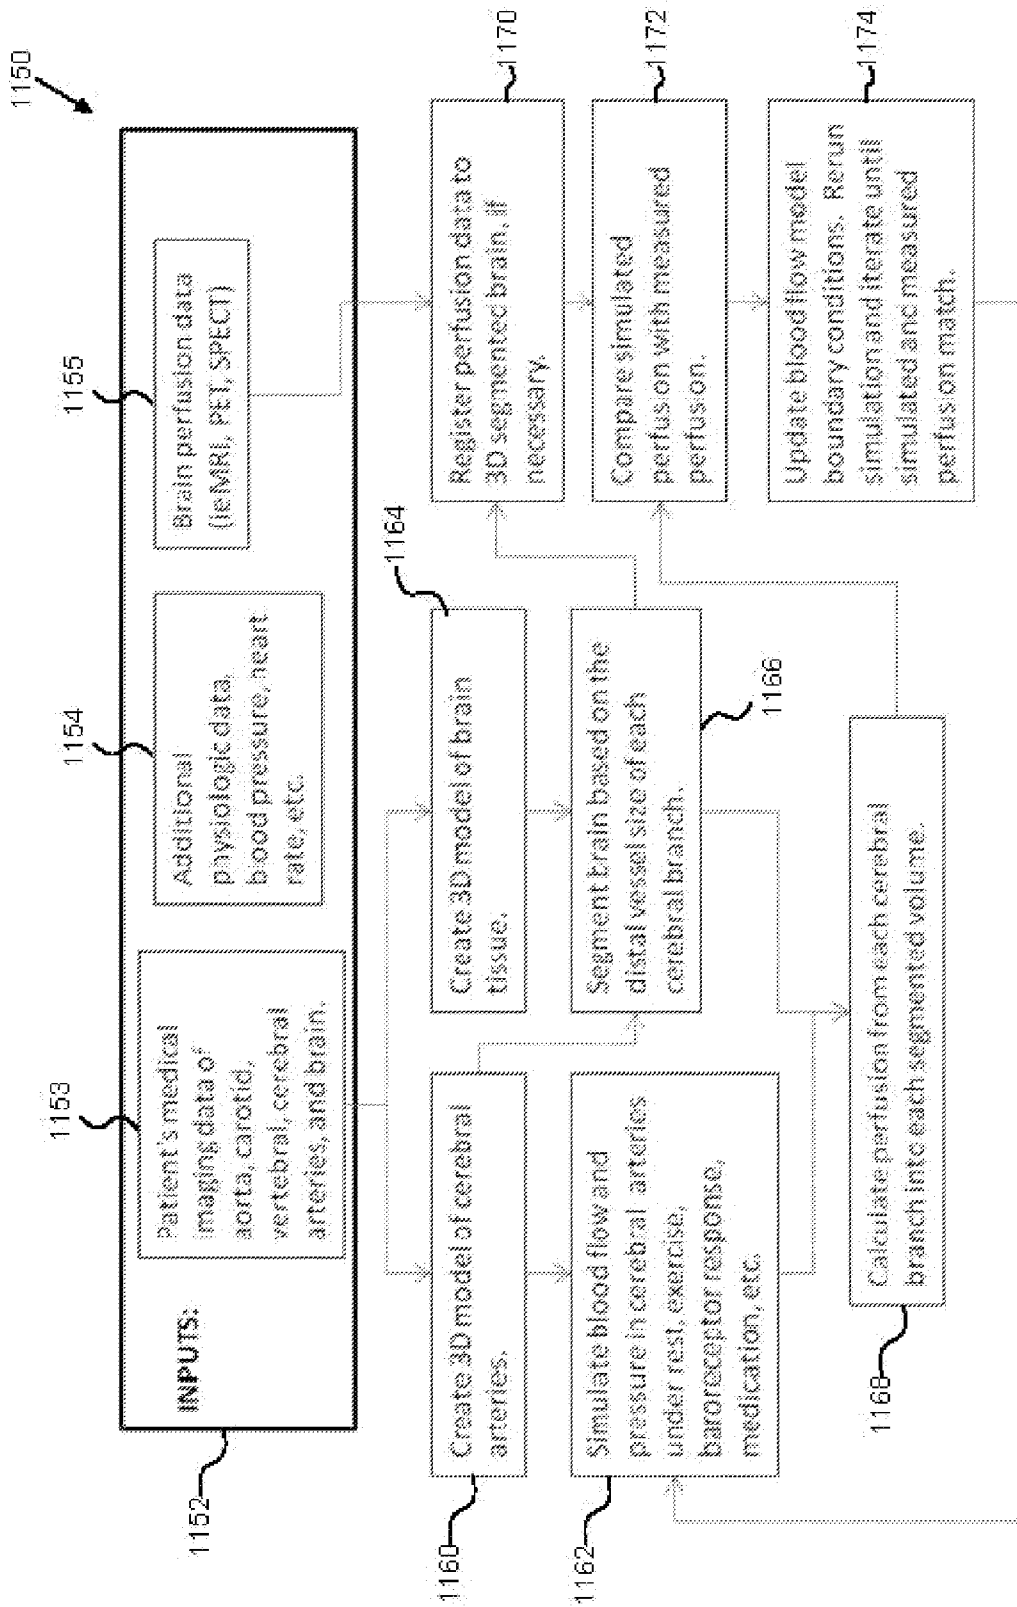 1150
1152
INPUTS:
1153
Patient's medical
imaging data of
aorta, carotid,
vertebral, cerebral
arteries, and brain.
1154
Additional
physiologic data,
blood pressure, heart
rate, etc.
1155
Brain perfusion data
(ie MRI, PET, SPECT)
1160
Create 3D model of cerebral
arteries.
1162
Simulate blood flow and
pressure in cerebral arteries
under rest, exercise,
baroreceptor response,
medication, etc.
1164
Create 3D model of brain
tissue.
Segment brain based on the
distal vessel size of each
cerebral branch.
1166
Calculate perfusion from each cerebral
branch into each segmented volume.
1168
Register perfusion data to
3D segmented brain, if
necessary.
1170
Compare simulated
perfusion with measured
perfusion.
1172
Update blood flow model
boundary conditions. Rerun
simulation and iterate until
simulated and measured
perfusion match.
1174